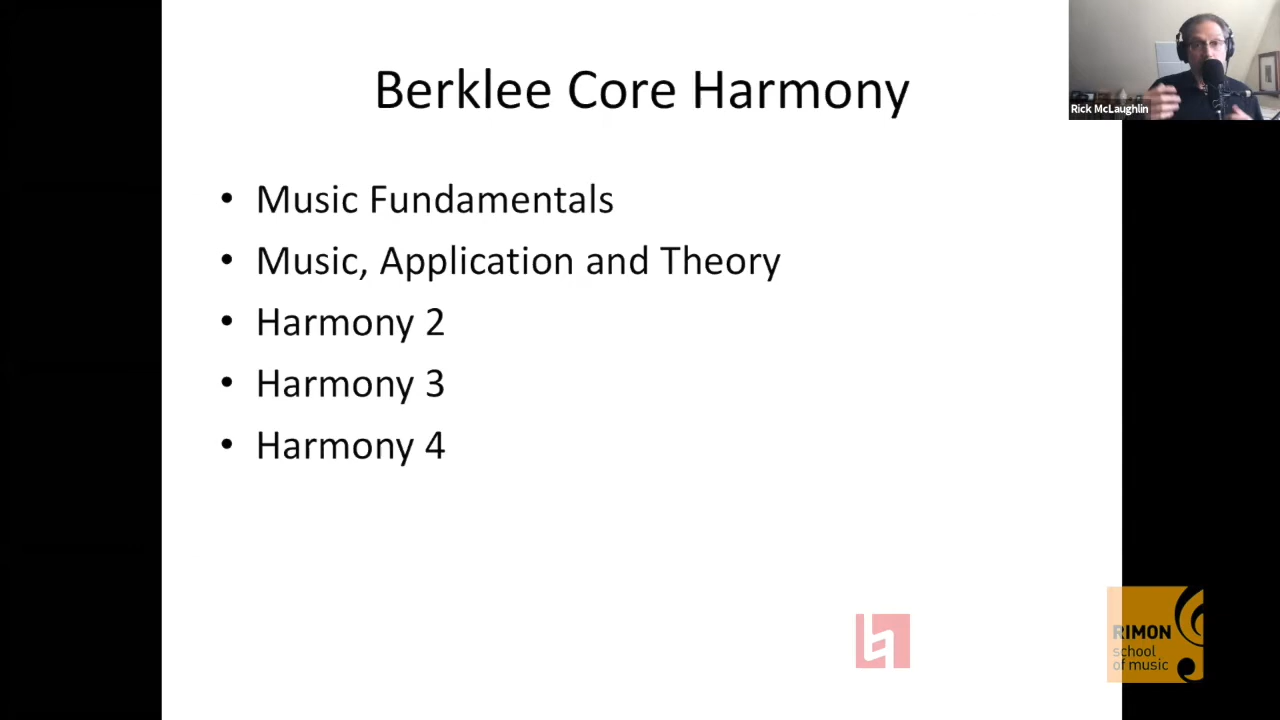 Berklee Core Harmony
Rick McLaughlin
• Music Fundamentals
• Music, Application and Theory
• Harmony 2
• Harmony 3
• Harmony 4
RIMON
school
of music